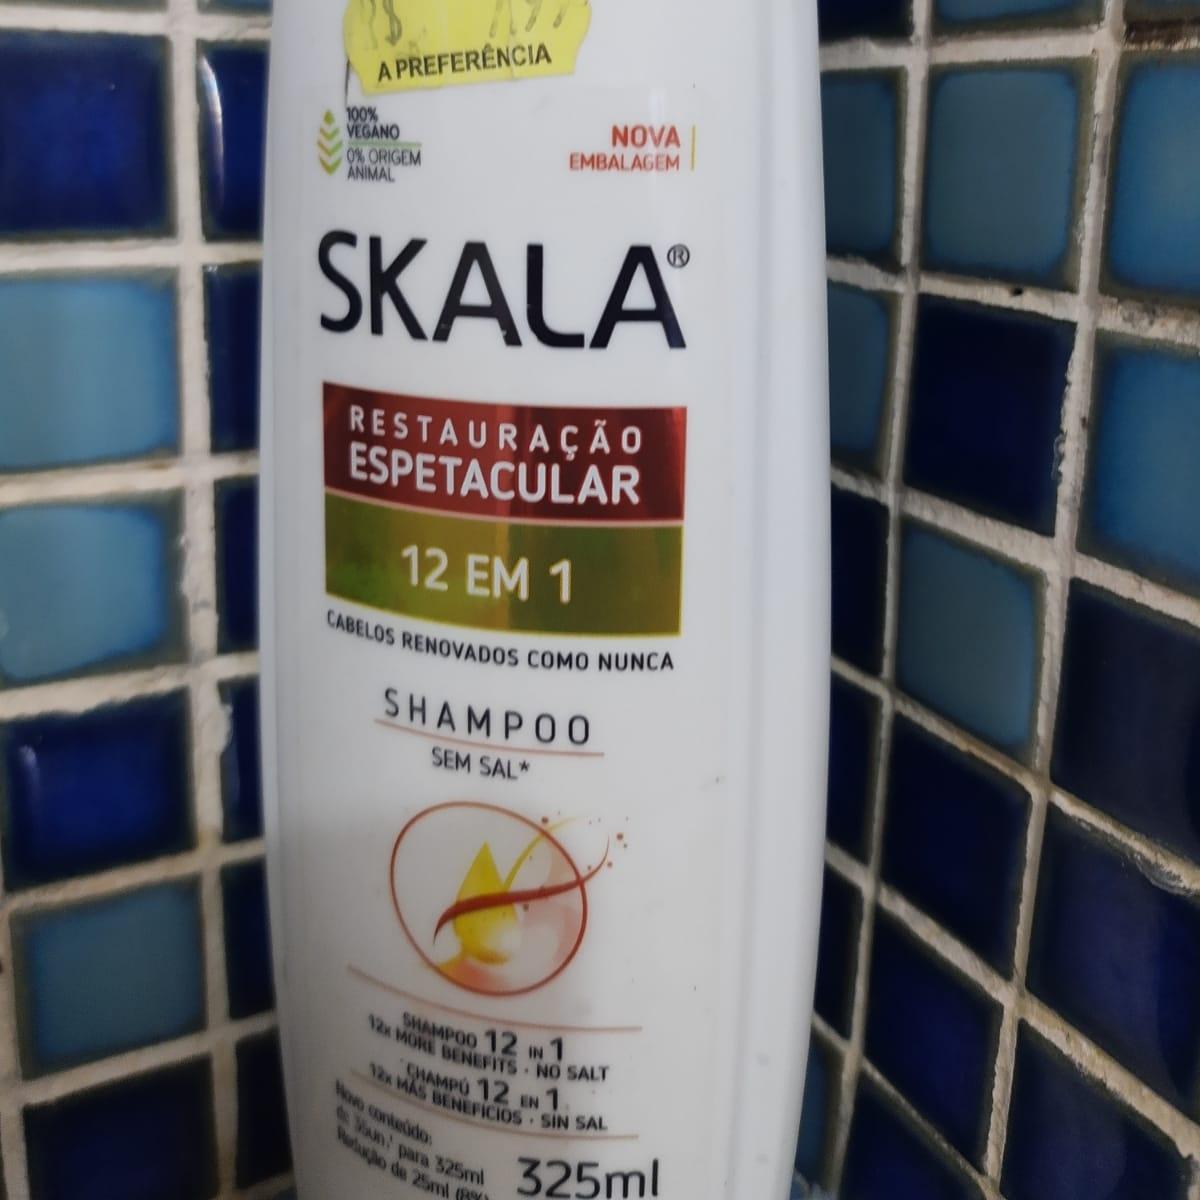 R$
A PREFERÊNCIA
100%
VEGANO
0% ORIGEM
ANIMAL
NOVA
EMBALAGEM
SKALA®
RESTAURAÇÃO
ESPETACULAR
12 EM 1
CABELOS RENOVADOS COMO NUNCA
SHAMPOO
SEM SAL*
SHAMPOO 12 IN 1
12x MORE BENEFITS · NO SALT
CHAMPÚ 12 EN 1
12x MÁS BENEFICIOS · SIN SAL
Novo conteúdo:
de para 325ml
Redução de 25ml (8%)
325ml